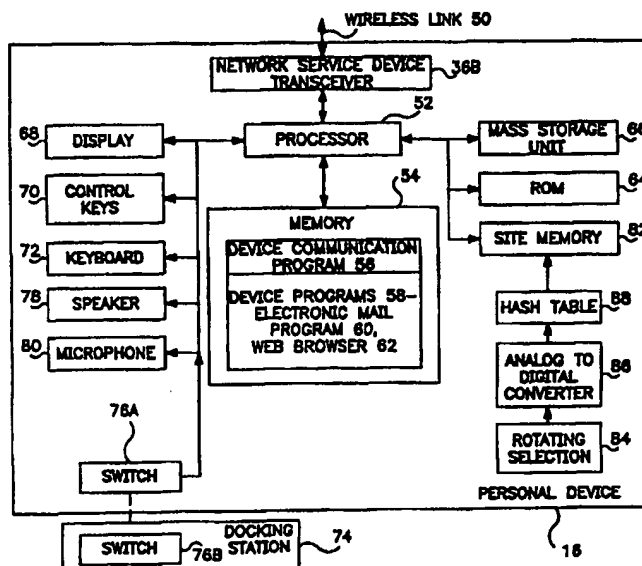 WIRELESS LINK 50
NETWORK SERVICE DEVICE
TRANSCEIVER
36B
52
PROCESSOR
68
DISPLAY
70
CONTROL
KEYS
72
KEYBOARD
78
SPEAKER
80
MICROPHONE
54
MEMORY
DEVICE COMMUNICATION
PROGRAM 56
DEVICE PROGRAMS 58-
ELECTRONIC MAIL
PROGRAM 60,
WEB BROWSER 62
MASS STORAGE
UNIT
66
ROM
64
SITE MEMORY
82
HASH TABLE
88
ANALOG TO
DIGITAL
CONVERTER
86
ROTATING
SELECTION
84
76A
SWITCH
PERSONAL DEVICE
16
DOCKING
STATION
SWITCH
76B
74